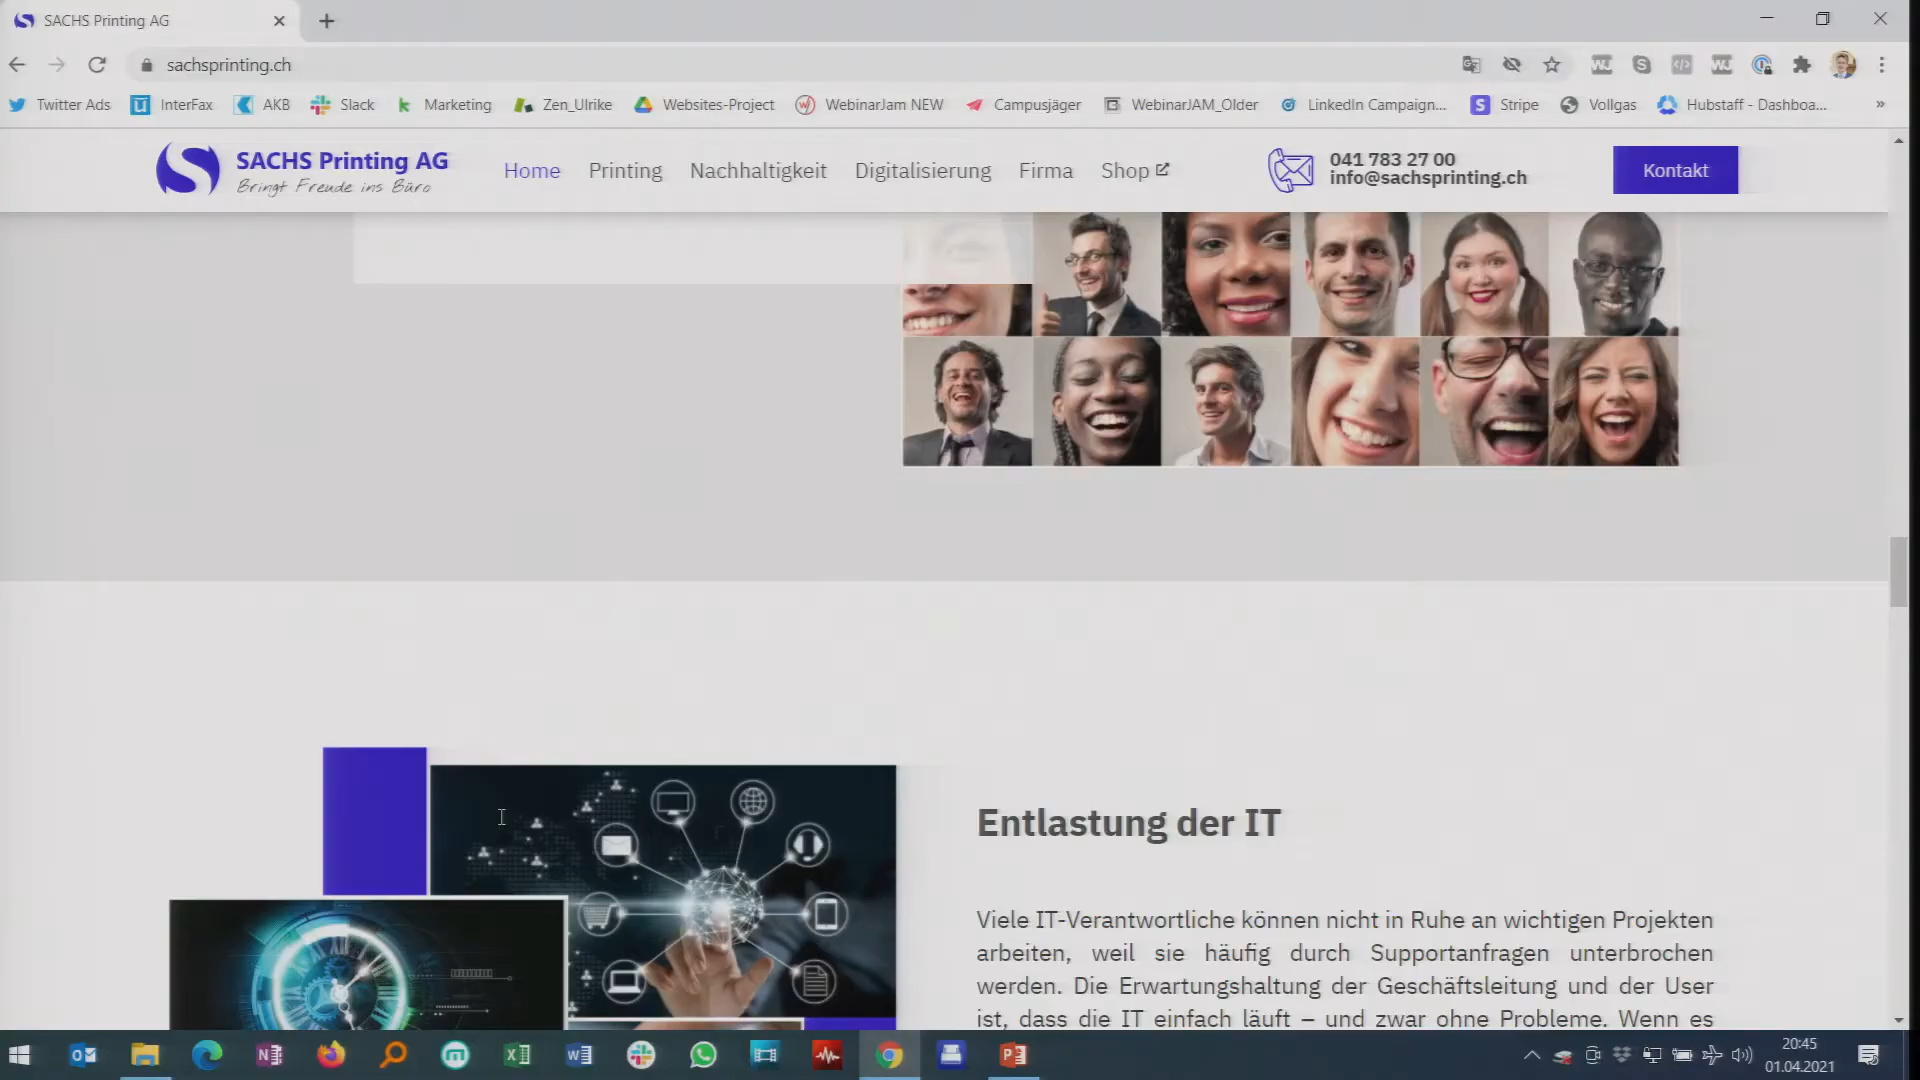 SACHS Printing AG
sachsprinting.ch
Twitter Ads InterFax AKB Slack Marketing Zen_Ulrike Websites-Project WebinarJam NEW Campusjäger WebinarJAM_Older LinkedIn Campaign... Stripe Vollgas Hubstaff - Dashboa... »
SACHS Printing AG
Bringt Freude ins Büro
Home Printing Nachhaltigkeit Digitalisierung Firma Shop
041 783 27 00
info@sachsprinting.ch
Kontakt
Entlastung der IT
Viele IT-Verantwortliche können nicht in Ruhe an wichtigen Projekten
arbeiten, weil sie häufig durch Supportanfragen unterbrochen
werden. Die Erwartungshaltung der Geschäftsleitung und der User
ist, dass die IT einfach läuft – und zwar ohne Probleme. Wenn es
20:45
01.04.2021